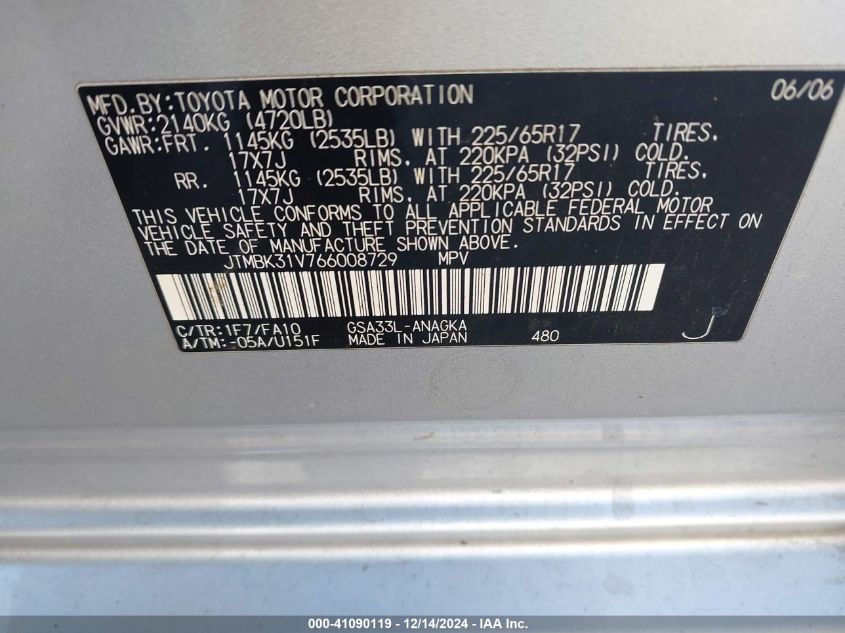 MFD. BY: TOYOTA MOTOR CORPORATION 06/06
GVWR: 2140KG (4720LB)
GAWR: FRT. 1145KG (2535LB) WITH 225/65R17 TIRES,
17X7J RIMS, AT 220KPA (32PSI) COLD.
RR. 1145KG (2535LB) WITH 225/65R17 TIRES,
17X7J RIMS, AT 220KPA (32PSI) COLD.
THIS VEHICLE CONFORMS TO ALL APPLICABLE FEDERAL MOTOR
VEHICLE SAFETY AND THEFT PREVENTION STANDARDS IN EFFECT ON
THE DATE OF MANUFACTURE SHOWN ABOVE.
JTMBK31V766008729 MPV
C/TR: 1F7/FA10 GSA33L-ANAGKA
A/TM: -05A/U151F MADE IN JAPAN 480 J
000-41090119 - 12/14/2024 - IAA Inc.